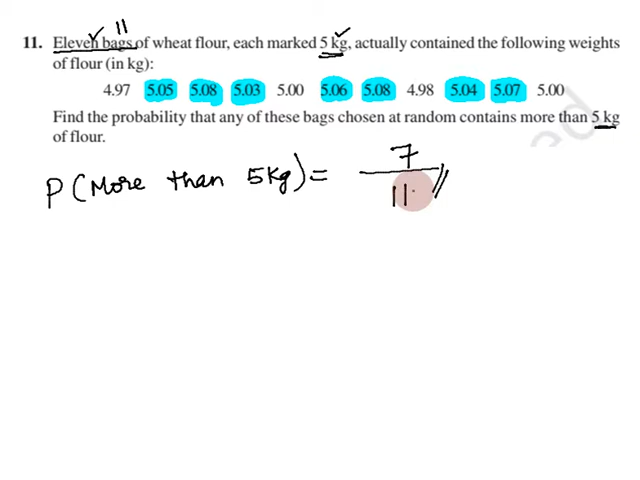 11
11. Eleven bags of wheat flour, each marked 5 kg, actually contained the following weights
of flour (in kg):
4.97 5.05 5.08 5.03 5.00 5.06 5.08 4.98 5.04 5.07 5.00
Find the probability that any of these bags chosen at random contains more than 5 kg
of flour.
P (More than 5kg) = 7
11